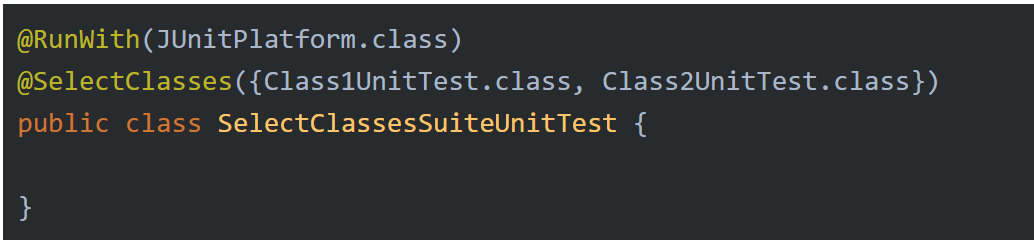 @RunWith(JUnitPlatform.class)
@SelectClasses({Class1UnitTest.class, Class2UnitTest.class})
public class SelectClassesSuiteUnitTest {
}